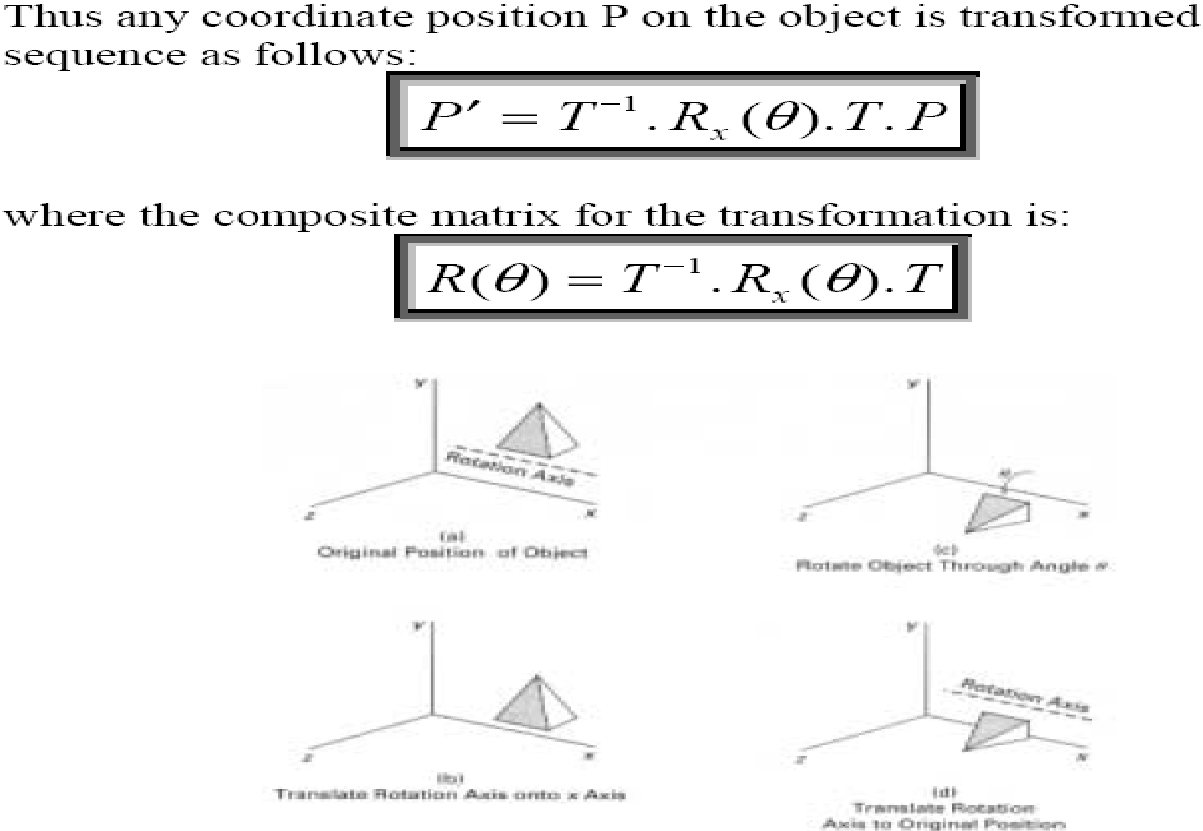 Thus any coordinate position P on the object is transformed
sequence as follows:
P′ = T⁻¹ . Rₓ (θ). T . P
where the composite matrix for the transformation is:
R(θ) = T⁻¹ . Rₓ (θ). T
y
Rotation Axis
z
x
(a)
Original Position of Object
y
θ
z
x
(c)
Rotate Object Through Angle θ
y
z
x
(b)
Translate Rotation Axis onto x Axis
y
Rotation Axis
z
x
(d)
Translate Rotation
Axis to Original Position